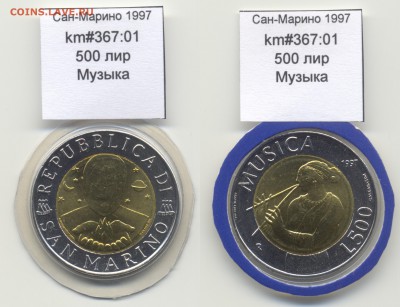 COINS.LAVE.РУ
Сан-Марино 1997
km#367:01
500 лир
Музыка
Сан-Марино 1997
km#367:01
500 лир
Музыка
REPUBBLICA DI
SAN MARINO
MUSICA
1997
L.500
R